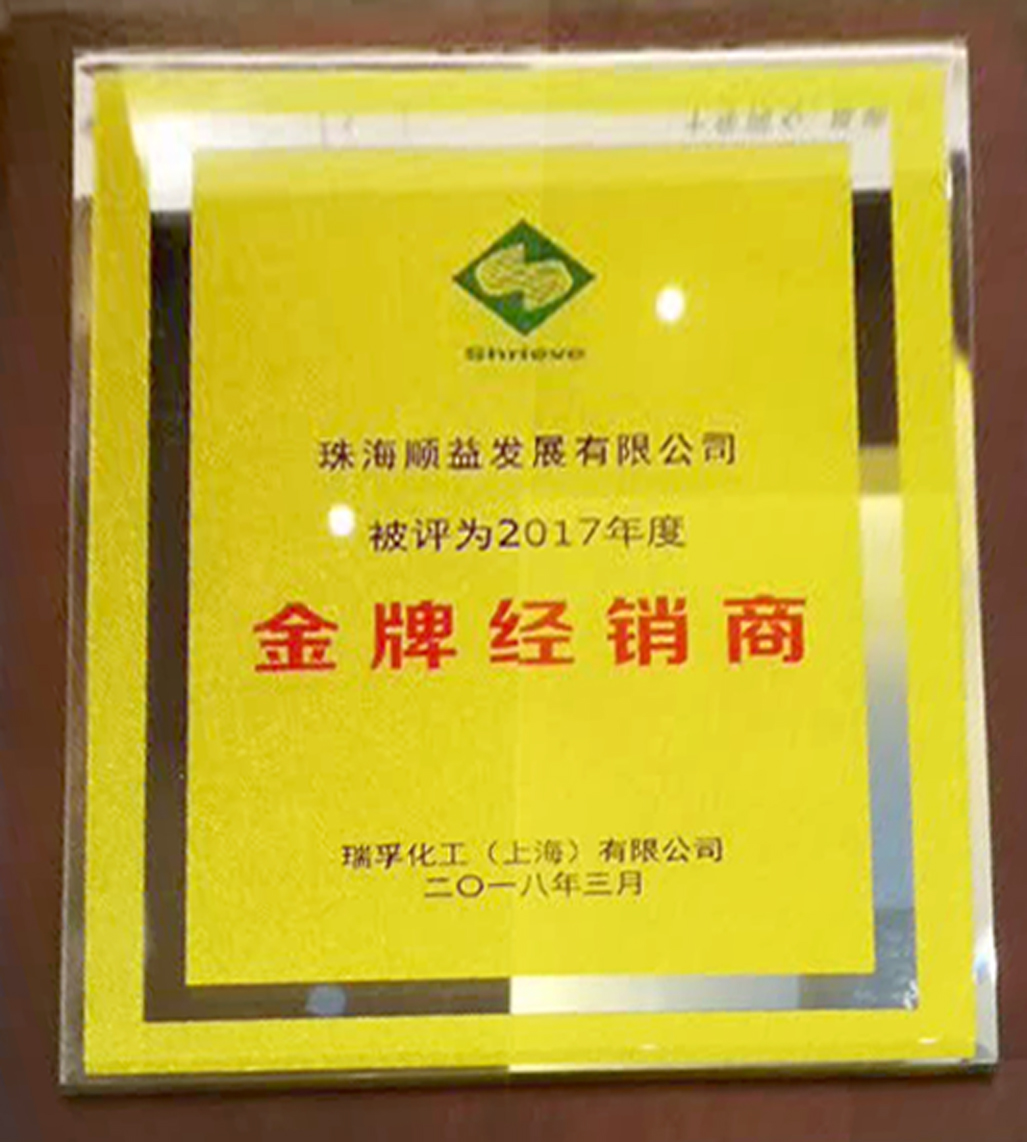 Shrieve
珠海顺益发展有限公司
被评为2017年度
金牌经销商
瑞孚化工（上海）有限公司
二〇一八年三月